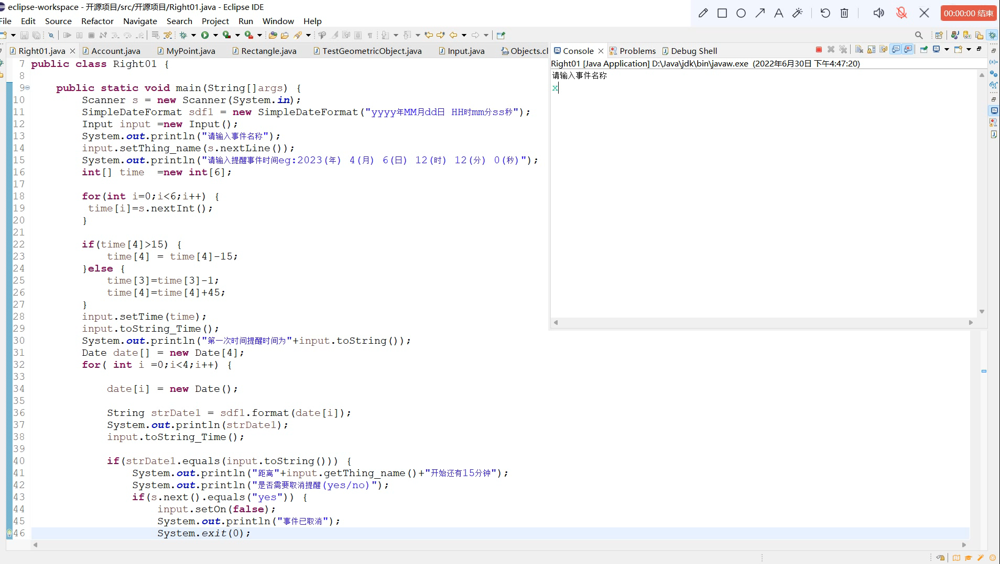 eclipse-workspace - 开源项目/src/开源项目/Right01.java - Eclipse IDE
00:00:00 结束
File Edit Source Refactor Navigate Search Project Run Window Help
Right01.java Account.java MyPoint.java Rectangle.java TestGeometricObject.java Input.java Objects.cl
Console Problems Debug Shell
Right01 [Java Application] D:\Java\jdk\bin\javaw.exe (2022年6月30日 下午4:47:20)
请输入事件名称
x
7 public class Right01 {
8
9 public static void main(String[]args) {
10 Scanner s = new Scanner(System.in);
11 SimpleDateFormat sdf1 = new SimpleDateFormat("yyyy年MM月dd日 HH时mm分ss秒");
12 Input input =new Input();
13 System.out.println("请输入事件名称");
14 input.setThing_name(s.nextLine());
15 System.out.println("请输入提醒事件时间eg:2023(年) 4(月) 6(日) 12(时) 12(分) 0(秒)");
16 int[] time  =new int[6];
17
18 for(int i=0;i<6;i++) {
19 time[i]=s.nextInt();
20 }
21
22 if(time[4]>15) {
23 time[4] = time[4]-15;
24 }else {
25 time[3]=time[3]-1;
26 time[4]=time[4]+45;
27 }
28 input.setTime(time);
29 input.toString_Time();
30 System.out.println("第一次时间提醒时间为"+input.toString());
31 Date date[] = new Date[4];
32 for( int i =0;i<4;i++) {
33
34 date[i] = new Date();
35
36 String strDate1 = sdf1.format(date[i]);
37 System.out.println(strDate1);
38 input.toString_Time();
39
40 if(strDate1.equals(input.toString())) {
41 System.out.println("距离"+input.getThing_name()+"开始还有15分钟");
42 System.out.println("是否需要取消提醒(yes/no)");
43 if(s.next().equals("yes")) {
44 input.setOn(false);
45 System.out.println("事件已取消");
46 System.exit(0);